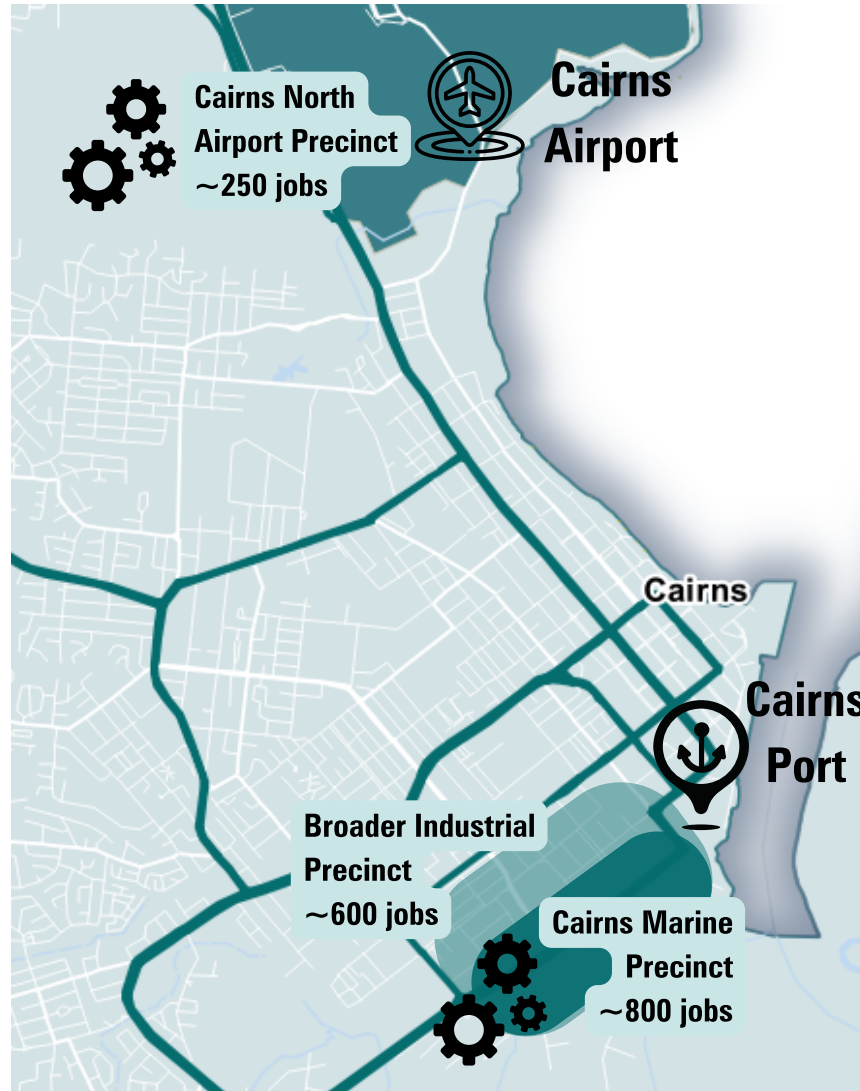 Cairns North
Airport Precinct
~250 jobs
Cairns
Airport
Cairns
Cairns
Port
Broader Industrial
Precinct
~600 jobs
Cairns Marine
Precinct
~800 jobs